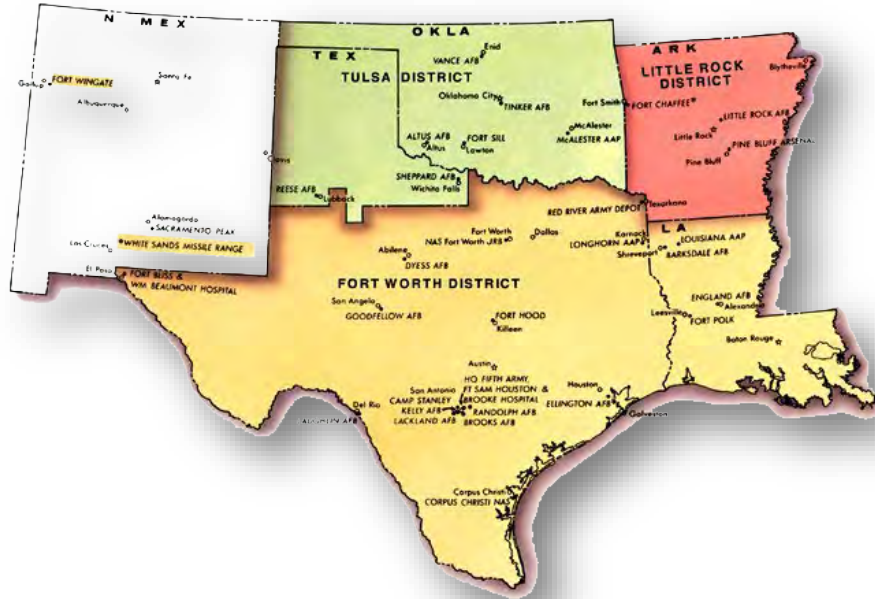 N MEX
OKLA
TEX
ARK
LA
TULSA DISTRICT
LITTLE ROCK
DISTRICT
FORT WORTH DISTRICT
Gallup
FORT WINGATE
Santa Fe
Albuquerque
Clovis
Alamogordo
SACRAMENTO PEAK
Las Cruces
WHITE SANDS MISSILE RANGE
El Paso
FORT BLISS &
WM. BEAUMONT HOSPITAL
Enid
VANCE AFB
Oklahoma City
TINKER AFB
McAlester
McALESTER AAP
ALTUS AFB
Altus
FORT SILL
Lawton
SHEPPARD AFB
Wichita Falls
REESE AFB
Lubbock
Blytheville
Fort Smith
FORT CHAFFEE
LITTLE ROCK AFB
Little Rock
PINE BLUFF ARSENAL
Pine Bluff
RED RIVER ARMY DEPOT
Texarkana
Fort Worth
NAS Fort Worth JRB
Dallas
Karnack
LONGHORN AAP
Shreveport
LOUISIANA AAP
BARKSDALE AFB
Abilene
DYESS AFB
San Angelo
GOODFELLOW AFB
FORT HOOD
Killeen
ENGLAND AFB
Alexandria
Leesville
FORT POLK
Baton Rouge
Austin
HQ FIFTH ARMY,
FT SAM HOUSTON &
BROOKE HOSPITAL
San Antonio
CAMP STANLEY
KELLY AFB
LACKLAND AFB
RANDOLPH AFB
BROOKS AFB
Del Rio
Houston
ELLINGTON AFB
Galveston
Corpus Christi
CORPUS CHRISTI NAS